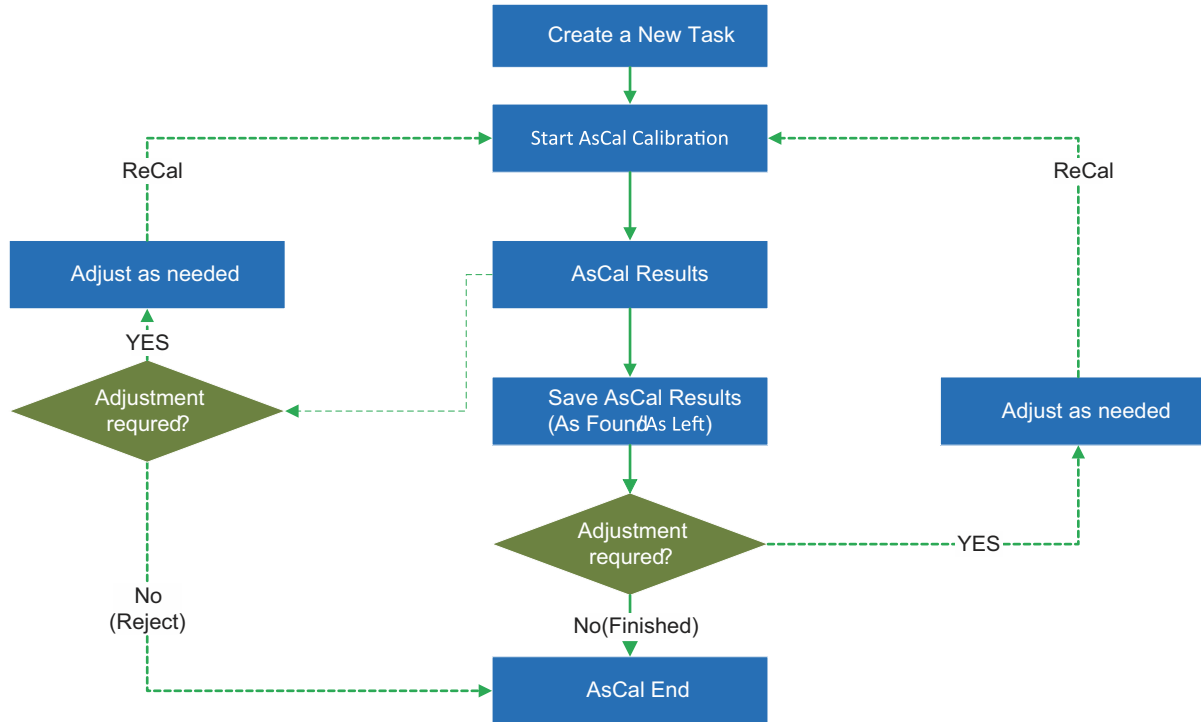 Create a New Task
Start AsCal Calibration
ReCal
ReCal
Adjust as needed
AsCal Results
YES
Adjustment
requred?
Save AsCal Results
(As Found/As Left)
Adjust as needed
Adjustment
requred?
YES
No
(Reject)
No(Finished)
AsCal End